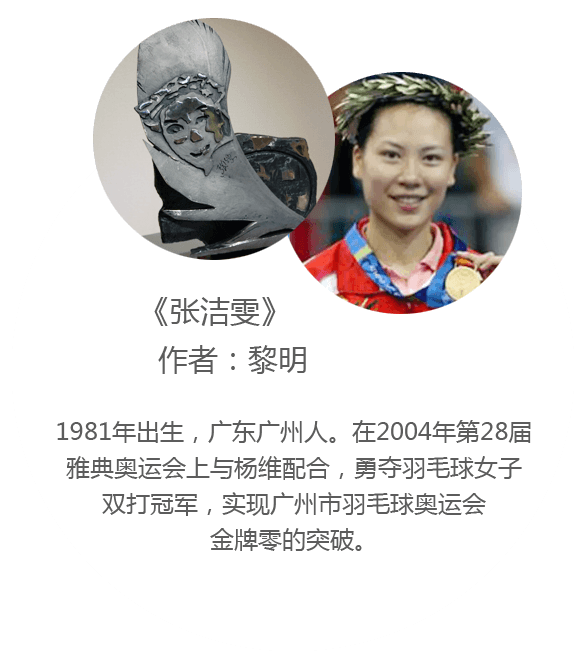 《张洁雯》
作者：黎明
1981年出生，广东广州人。在2004年第28届
雅典奥运会上与杨维配合，勇夺羽毛球女子
双打冠军，实现广州市羽毛球奥运会
金牌零的突破。